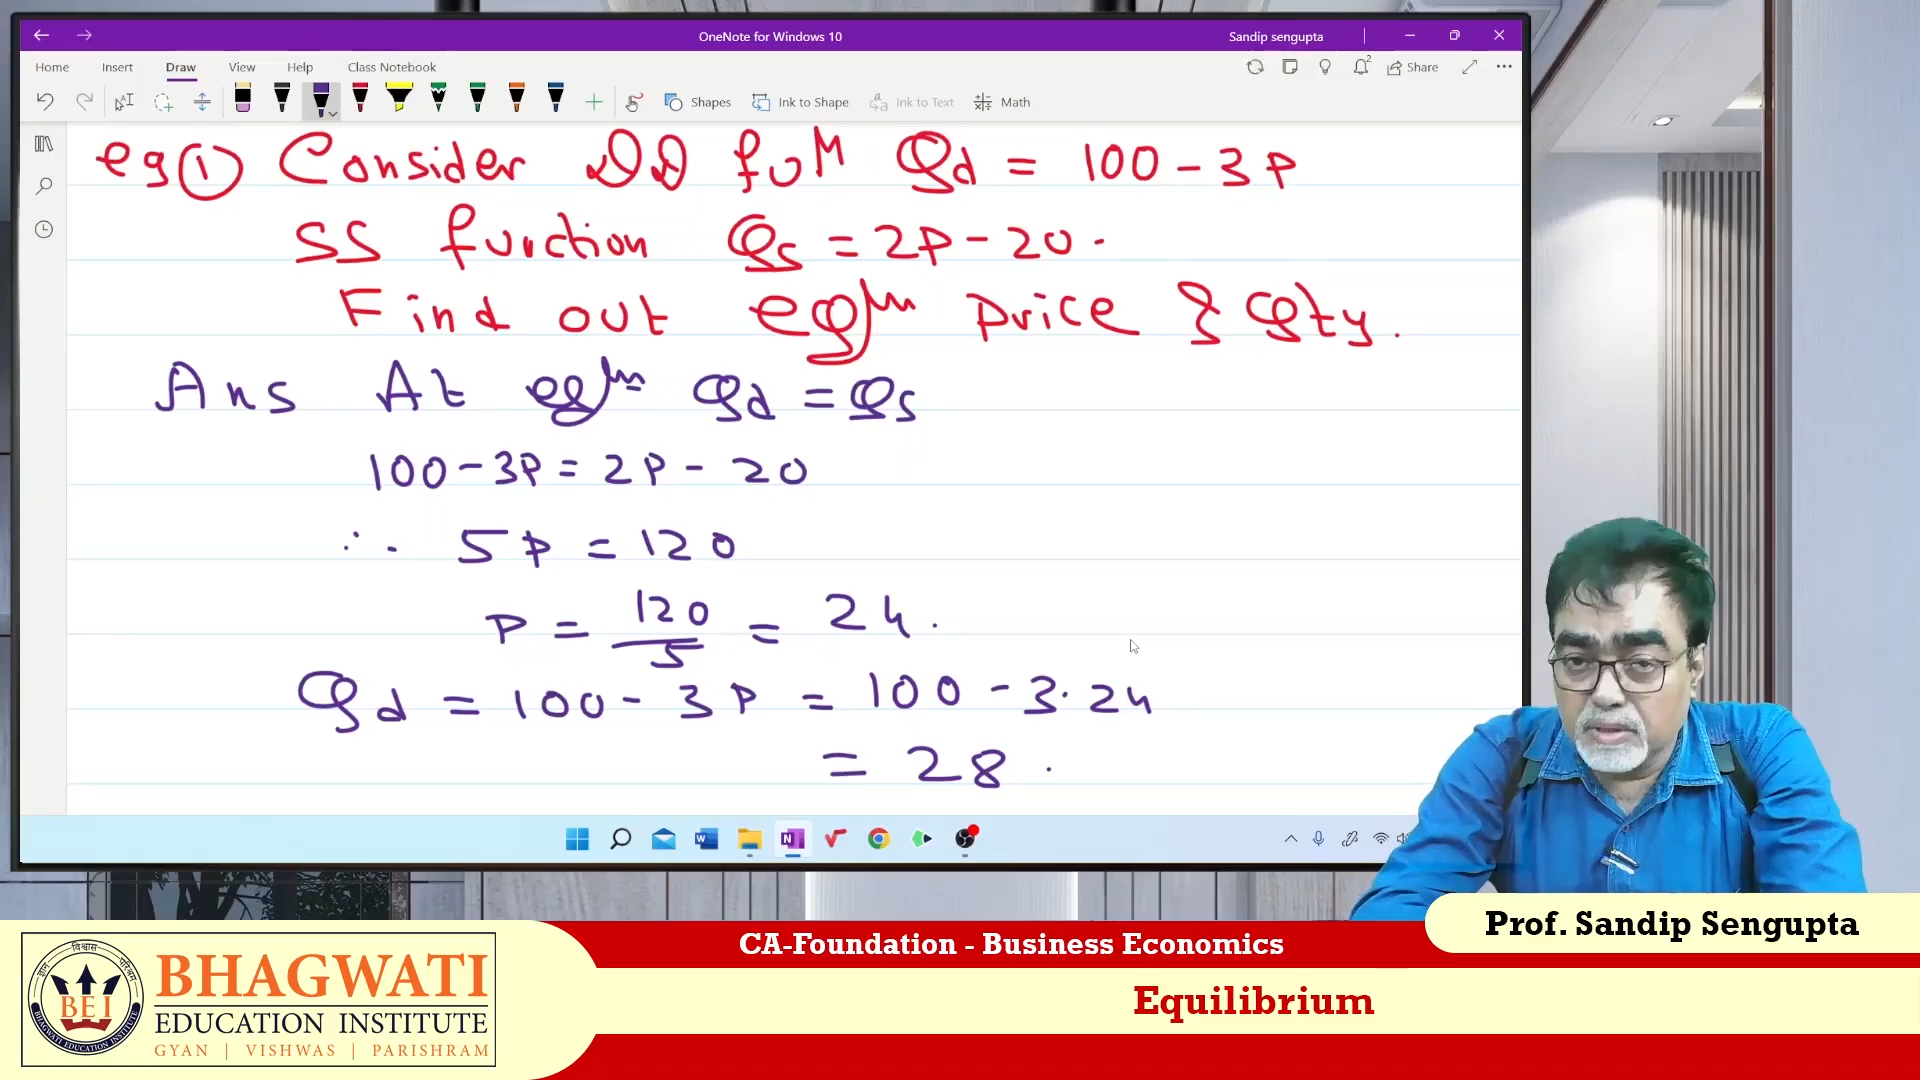 OneNote for Windows 10
Sandip sengupta
Home Insert Draw View Help Class Notebook
Share
Shapes Ink to Shape Ink to Text Math
eg ① Consider DD fun Qd = 100 - 3P
SS function Qs = 2P - 20.
Find out eqm price & Qty.
Ans At eqm Qd = Qs
100 - 3P = 2P - 20
∴ 5P = 120
P = 120/5 = 24.
Qd = 100 - 3P = 100 - 3·24
= 28.
Prof. Sandip Sengupta
CA-Foundation - Business Economics
Equilibrium
BEI
BHAGWATI
EDUCATION INSTITUTE
GYAN | VISHWAS | PARISHRAM